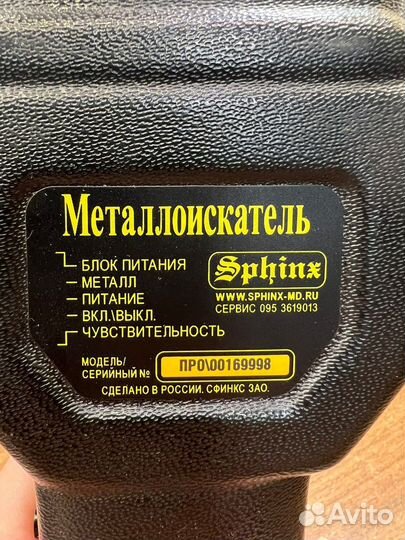 Металлоискатель
БЛОК ПИТАНИЯ
МЕТАЛЛ
ПИТАНИЕ
ВКЛ.\ВЫКЛ.
ЧУВСТВИТЕЛЬНОСТЬ
Sphinx
WWW.SPHINX-MD.RU
СЕРВИС 095 3619013
МОДЕЛЬ/
СЕРИЙНЫЙ № ПРО\00169998
СДЕЛАНО В РОССИИ. СФИНКС ЗАО.
Avito